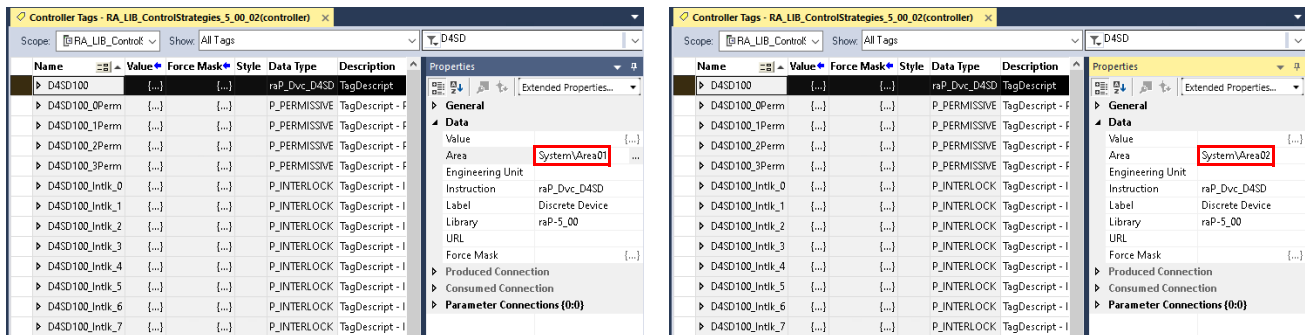 Controller Tags - RA_LIB_ControlStrategies_5_00_02(controller) ×
Scope: RA_LIB_Control Show: All Tags D4SD
Name Value Force Mask Style Data Type Description
D4SD100 {...} {...} raP_Dvc_D4SD TagDescript
D4SD100_0Perm {...} {...} P_PERMISSIVE TagDescript - P
D4SD100_1Perm {...} {...} P_PERMISSIVE TagDescript - P
D4SD100_2Perm {...} {...} P_PERMISSIVE TagDescript - P
D4SD100_3Perm {...} {...} P_PERMISSIVE TagDescript - P
D4SD100_Intlk_0 {...} {...} P_INTERLOCK TagDescript - I
D4SD100_Intlk_1 {...} {...} P_INTERLOCK TagDescript - I
D4SD100_Intlk_2 {...} {...} P_INTERLOCK TagDescript - I
D4SD100_Intlk_3 {...} {...} P_INTERLOCK TagDescript - I
D4SD100_Intlk_4 {...} {...} P_INTERLOCK TagDescript - I
D4SD100_Intlk_5 {...} {...} P_INTERLOCK TagDescript - I
D4SD100_Intlk_6 {...} {...} P_INTERLOCK TagDescript - I
D4SD100_Intlk_7 {...} {...} P_INTERLOCK TagDescript - I
Properties
Extended Properties...
General
Data
Value {...}
Area System\Area01 ...
Engineering Unit
Instruction raP_Dvc_D4SD
Label Discrete Device
Library raP-5_00
URL
Force Mask {...}
Produced Connection
Consumed Connection
Parameter Connections {0:0}
Controller Tags - RA_LIB_ControlStrategies_5_00_02(controller) ×
Scope: RA_LIB_Control Show: All Tags D4SD
Name Value Force Mask Style Data Type Description
D4SD100 {...} {...} raP_Dvc_D4SD TagDescript
D4SD100_0Perm {...} {...} P_PERMISSIVE TagDescript - P
D4SD100_1Perm {...} {...} P_PERMISSIVE TagDescript - P
D4SD100_2Perm {...} {...} P_PERMISSIVE TagDescript - P
D4SD100_3Perm {...} {...} P_PERMISSIVE TagDescript - P
D4SD100_Intlk_0 {...} {...} P_INTERLOCK TagDescript - I
D4SD100_Intlk_1 {...} {...} P_INTERLOCK TagDescript - I
D4SD100_Intlk_2 {...} {...} P_INTERLOCK TagDescript - I
D4SD100_Intlk_3 {...} {...} P_INTERLOCK TagDescript - I
D4SD100_Intlk_4 {...} {...} P_INTERLOCK TagDescript - I
D4SD100_Intlk_5 {...} {...} P_INTERLOCK TagDescript - I
D4SD100_Intlk_6 {...} {...} P_INTERLOCK TagDescript - I
D4SD100_Intlk_7 {...} {...} P_INTERLOCK TagDescript - I
Properties
Extended Properties...
General
Data
Value {...}
Area System\Area02
Engineering Unit
Instruction raP_Dvc_D4SD
Label Discrete Device
Library raP-5_00
URL
Force Mask {...}
Produced Connection
Consumed Connection
Parameter Connections {0:0}